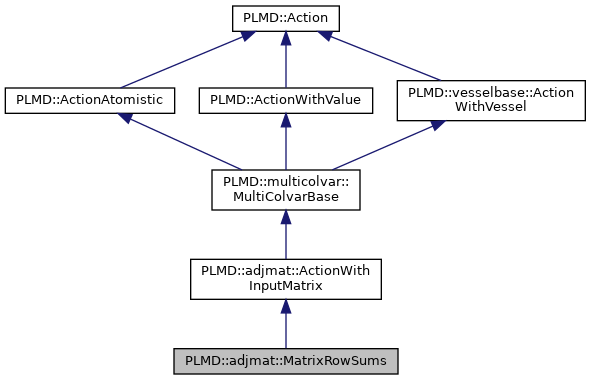 PLMD::Action
PLMD::ActionAtomistic
PLMD::ActionWithValue
PLMD::vesselbase::Action
WithVessel
PLMD::multicolvar::
MultiColvarBase
PLMD::adjmat::ActionWith
InputMatrix
PLMD::adjmat::MatrixRowSums